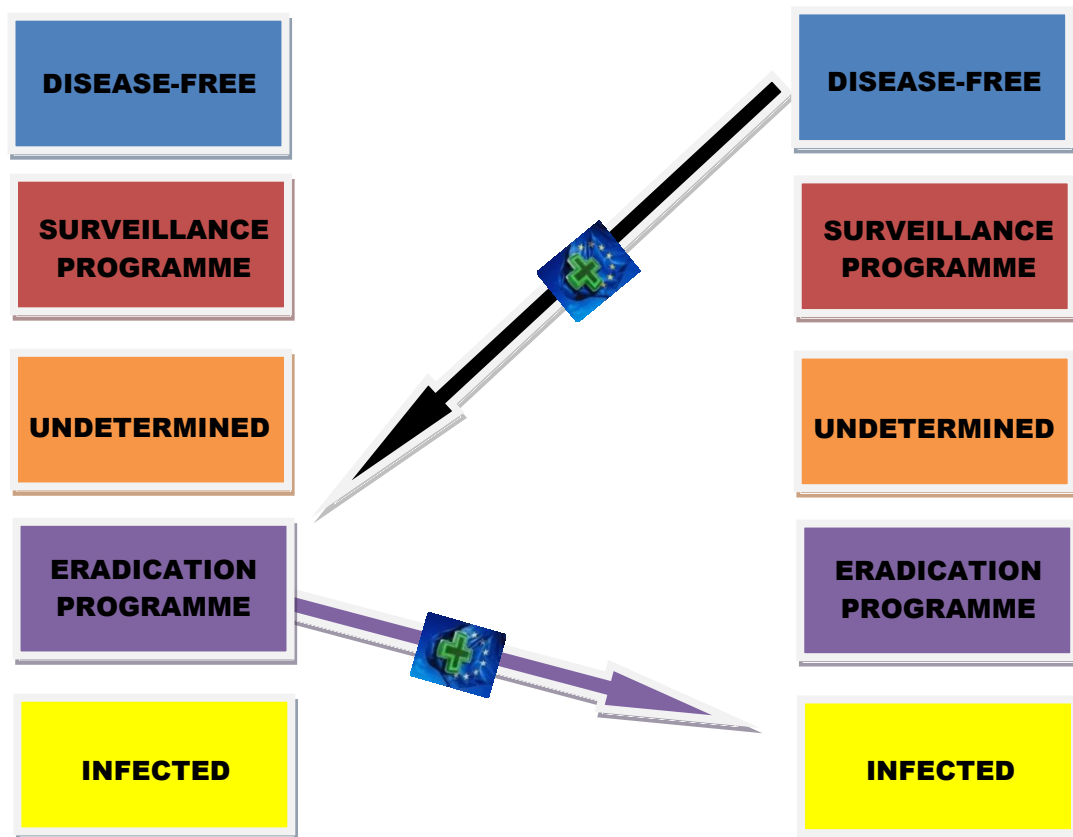 DISEASE-FREE
SURVEILLANCE
PROGRAMME
UNDETERMINED
ERADICATION
PROGRAMME
INFECTED
DISEASE-FREE
SURVEILLANCE
PROGRAMME
UNDETERMINED
ERADICATION
PROGRAMME
INFECTED